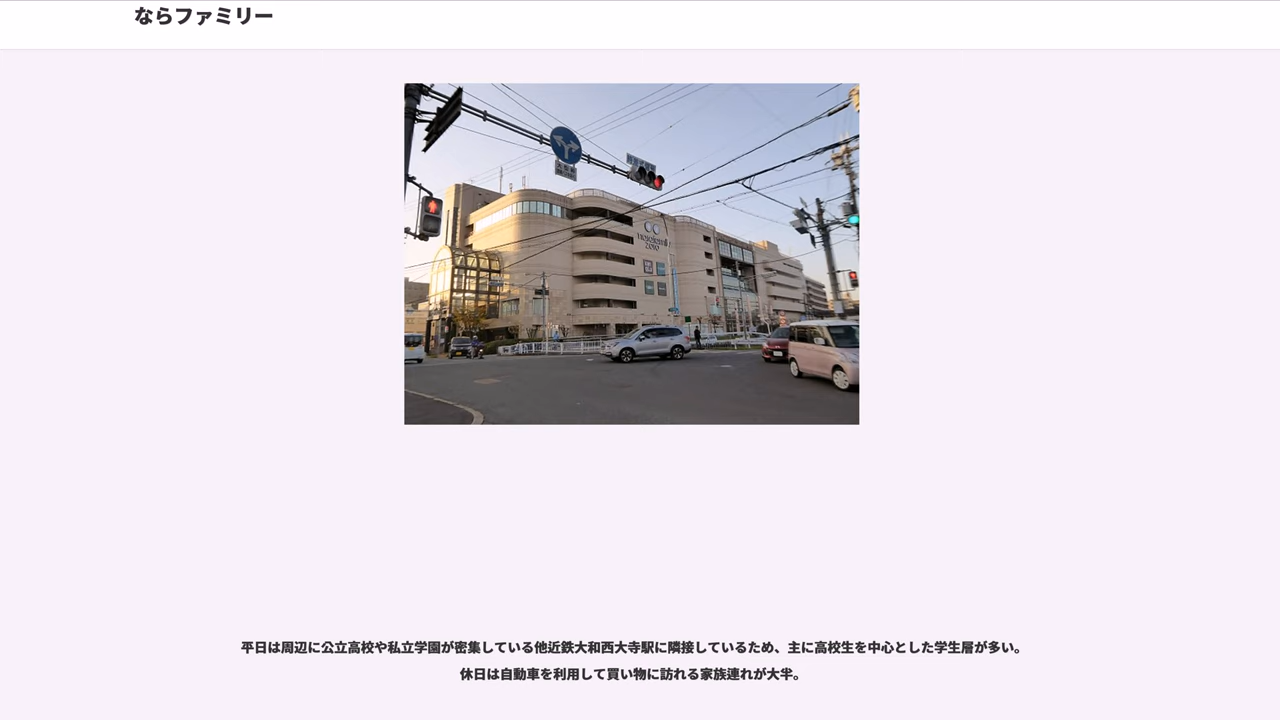 ならファミリー
平日は周辺に公立高校や私立学園が密集している他近鉄大和西大寺駅に隣接しているため、主に高校生を中心とした学生層が多い。
休日は自動車を利用して買い物に訪れる家族連れが大半。